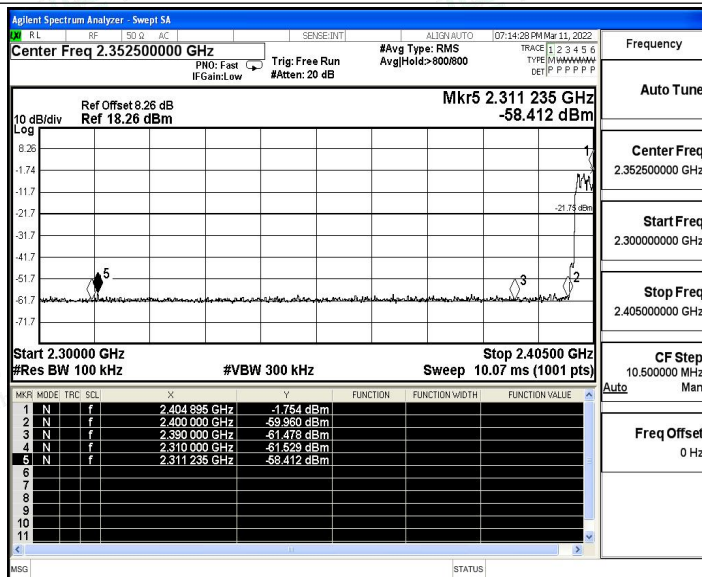 Agilent Spectrum Analyzer - Swept SA
LXI RL RF 50 Ω AC SENSE:INT ALIGNAUTO 07:14:28 PM Mar 11, 2022
Center Freq 2.352500000 GHz #Avg Type: RMS TRACE 1 2 3 4 5 6
PNO: Fast Trig: Free Run Avg|Hold:>800/800 TYPE M
IFGain:Low #Atten: 20 dB DET P P P P P P
Ref Offset 8.26 dB Mkr5 2.311 235 GHz
10 dB/div Ref 18.26 dBm -58.412 dBm
Log
8.26
-1.74
-11.7
-21.7
-31.7
-41.7
-51.7
-61.7
-71.7
1
-21.75 dBm
5
3
2
Start 2.30000 GHz Stop 2.40500 GHz
#Res BW 100 kHz #VBW 300 kHz Sweep 10.07 ms (1001 pts)
MKR MODE TRC SCL X Y FUNCTION FUNCTION WIDTH FUNCTION VALUE
1 N f 2.404 895 GHz -1.754 dBm
2 N f 2.400 000 GHz -59.960 dBm
3 N f 2.390 000 GHz -61.478 dBm
4 N f 2.310 000 GHz -61.529 dBm
5 N f 2.311 235 GHz -58.412 dBm
6
7
8
9
10
11
MSG STATUS
Frequency
Auto Tune
Center Freq
2.352500000 GHz
Start Freq
2.300000000 GHz
Stop Freq
2.405000000 GHz
CF Step
10.500000 MHz
Auto Man
Freq Offset
0 Hz